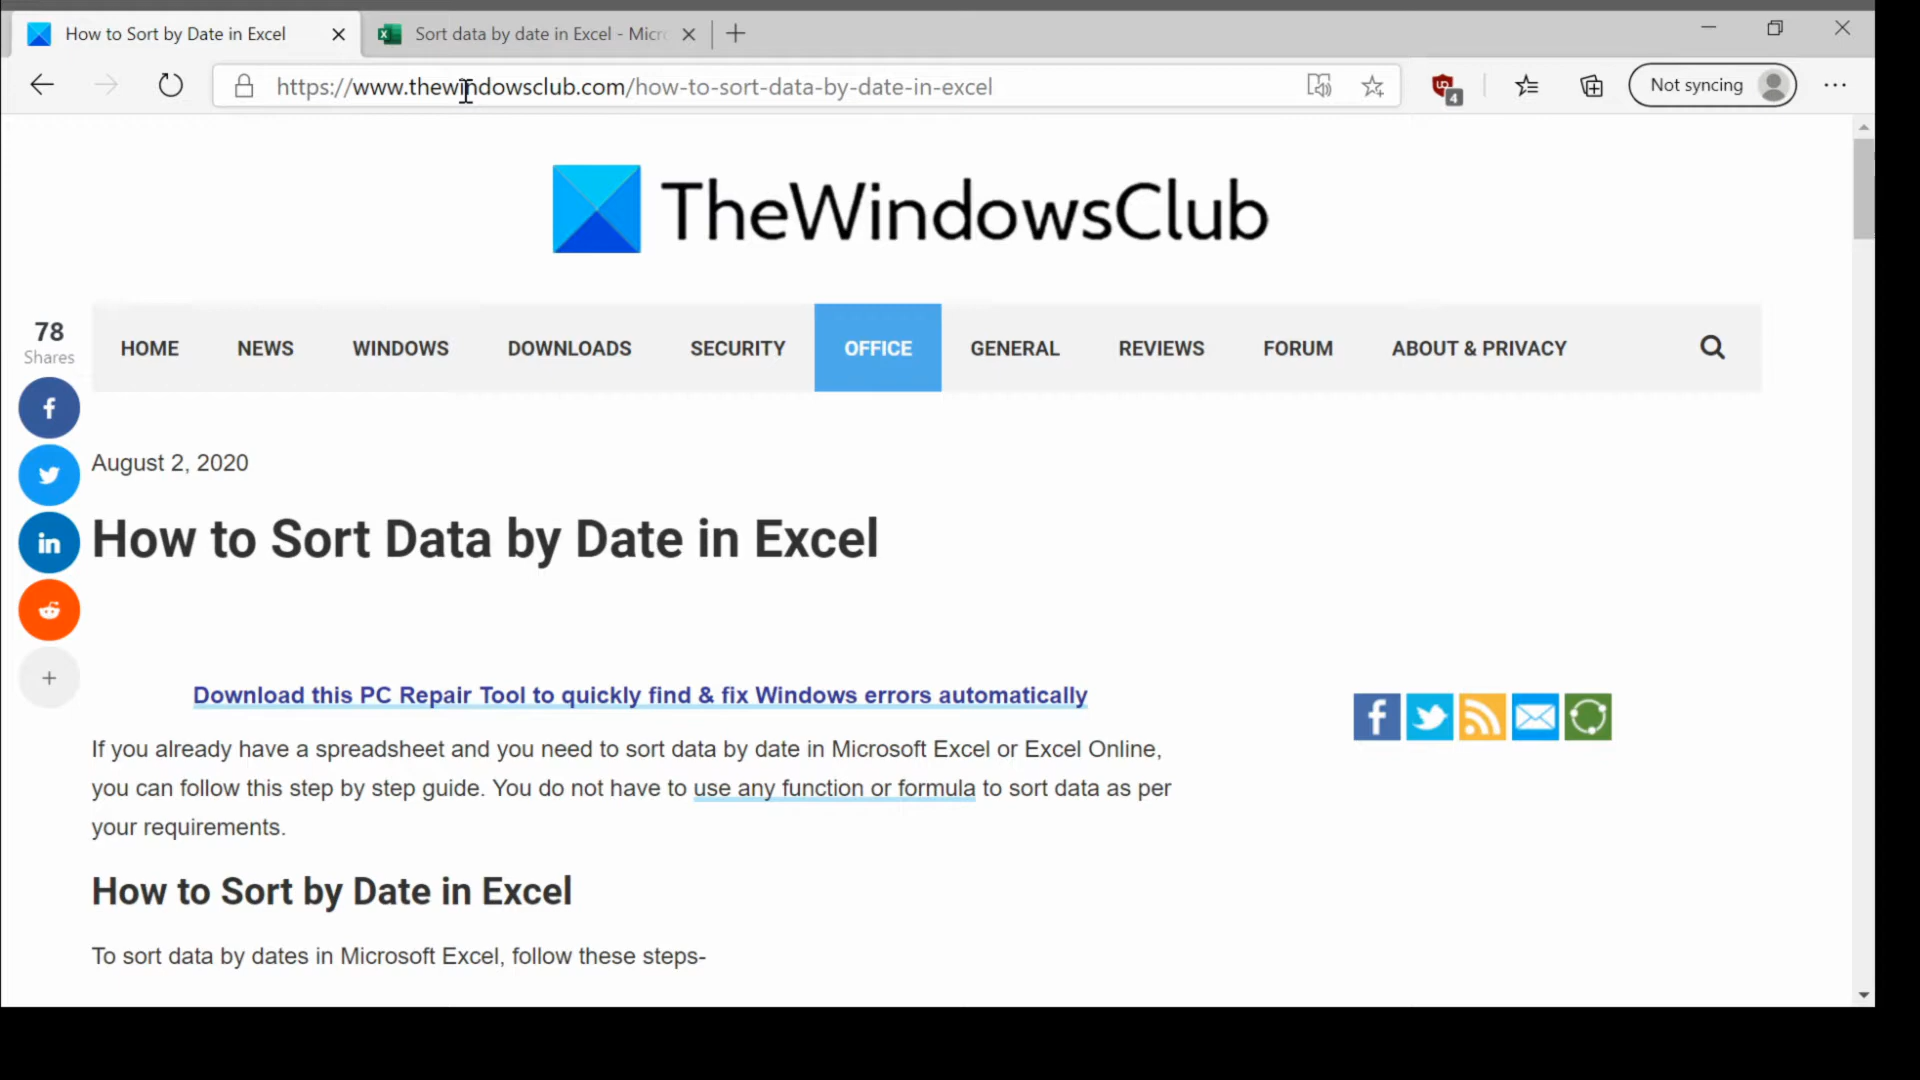 How to Sort by Date in Excel
Sort data by date in Excel - Micr
https://www.thewindowsclub.com/how-to-sort-data-by-date-in-excel
4
Not syncing
TheWindowsClub
78
Shares
HOME NEWS WINDOWS DOWNLOADS SECURITY OFFICE GENERAL REVIEWS FORUM ABOUT & PRIVACY
August 2, 2020
How to Sort Data by Date in Excel
Download this PC Repair Tool to quickly find & fix Windows errors automatically
If you already have a spreadsheet and you need to sort data by date in Microsoft Excel or Excel Online,
you can follow this step by step guide. You do not have to use any function or formula to sort data as per
your requirements.
How to Sort by Date in Excel
To sort data by dates in Microsoft Excel, follow these steps-